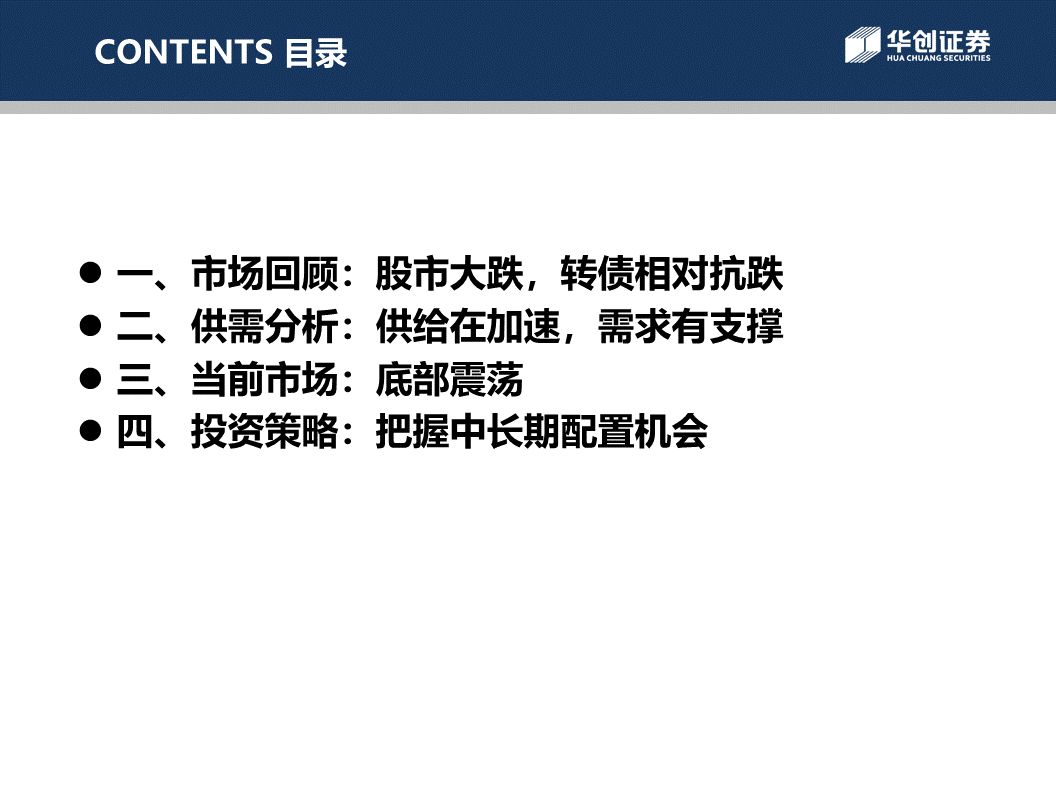 CONTENTS 目录
华创证券
HUA CHUANG SECURITIES
● 一、市场回顾：股市大跌，转债相对抗跌
● 二、供需分析：供给在加速，需求有支撑
● 三、当前市场：底部震荡
● 四、投资策略：把握中长期配置机会